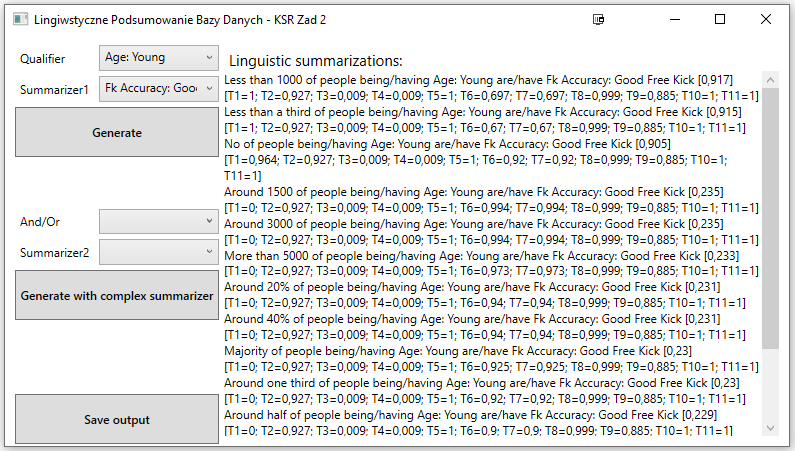 Lingiwstyczne Podsumowanie Bazy Danych - KSR Zad 2
Qualifier
Age: Young
Summarizer1
Fk Accuracy: Good
Generate
And/Or
Summarizer2
Generate with complex summarizer
Save output
Linguistic summarizations:
Less than 1000 of people being/having Age: Young are/have Fk Accuracy: Good Free Kick [0,917]
[T1=1; T2=0,927; T3=0,009; T4=0,009; T5=1; T6=0,697; T7=0,697; T8=0,999; T9=0,885; T10=1; T11=1]
Less than a third of people being/having Age: Young are/have Fk Accuracy: Good Free Kick [0,915]
[T1=1; T2=0,927; T3=0,009; T4=0,009; T5=1; T6=0,67; T7=0,67; T8=0,999; T9=0,885; T10=1; T11=1]
No of people being/having Age: Young are/have Fk Accuracy: Good Free Kick [0,905]
[T1=0,964; T2=0,927; T3=0,009; T4=0,009; T5=1; T6=0,92; T7=0,92; T8=0,999; T9=0,885; T10=1;
T11=1]
Around 1500 of people being/having Age: Young are/have Fk Accuracy: Good Free Kick [0,235]
[T1=0; T2=0,927; T3=0,009; T4=0,009; T5=1; T6=0,994; T7=0,994; T8=0,999; T9=0,885; T10=1; T11=1]
Around 3000 of people being/having Age: Young are/have Fk Accuracy: Good Free Kick [0,235]
[T1=0; T2=0,927; T3=0,009; T4=0,009; T5=1; T6=0,994; T7=0,994; T8=0,999; T9=0,885; T10=1; T11=1]
More than 5000 of people being/having Age: Young are/have Fk Accuracy: Good Free Kick [0,233]
[T1=0; T2=0,927; T3=0,009; T4=0,009; T5=1; T6=0,973; T7=0,973; T8=0,999; T9=0,885; T10=1; T11=1]
Around 20% of people being/having Age: Young are/have Fk Accuracy: Good Free Kick [0,231]
[T1=0; T2=0,927; T3=0,009; T4=0,009; T5=1; T6=0,94; T7=0,94; T8=0,999; T9=0,885; T10=1; T11=1]
Around 40% of people being/having Age: Young are/have Fk Accuracy: Good Free Kick [0,231]
[T1=0; T2=0,927; T3=0,009; T4=0,009; T5=1; T6=0,94; T7=0,94; T8=0,999; T9=0,885; T10=1; T11=1]
Majority of people being/having Age: Young are/have Fk Accuracy: Good Free Kick [0,23]
[T1=0; T2=0,927; T3=0,009; T4=0,009; T5=1; T6=0,925; T7=0,925; T8=0,999; T9=0,885; T10=1; T11=1]
Around one third of people being/having Age: Young are/have Fk Accuracy: Good Free Kick [0,23]
[T1=0; T2=0,927; T3=0,009; T4=0,009; T5=1; T6=0,92; T7=0,92; T8=0,999; T9=0,885; T10=1; T11=1]
Around half of people being/having Age: Young are/have Fk Accuracy: Good Free Kick [0,229]
[T1=0; T2=0,927; T3=0,009; T4=0,009; T5=1; T6=0,9; T7=0,9; T8=0,999; T9=0,885; T10=1; T11=1]